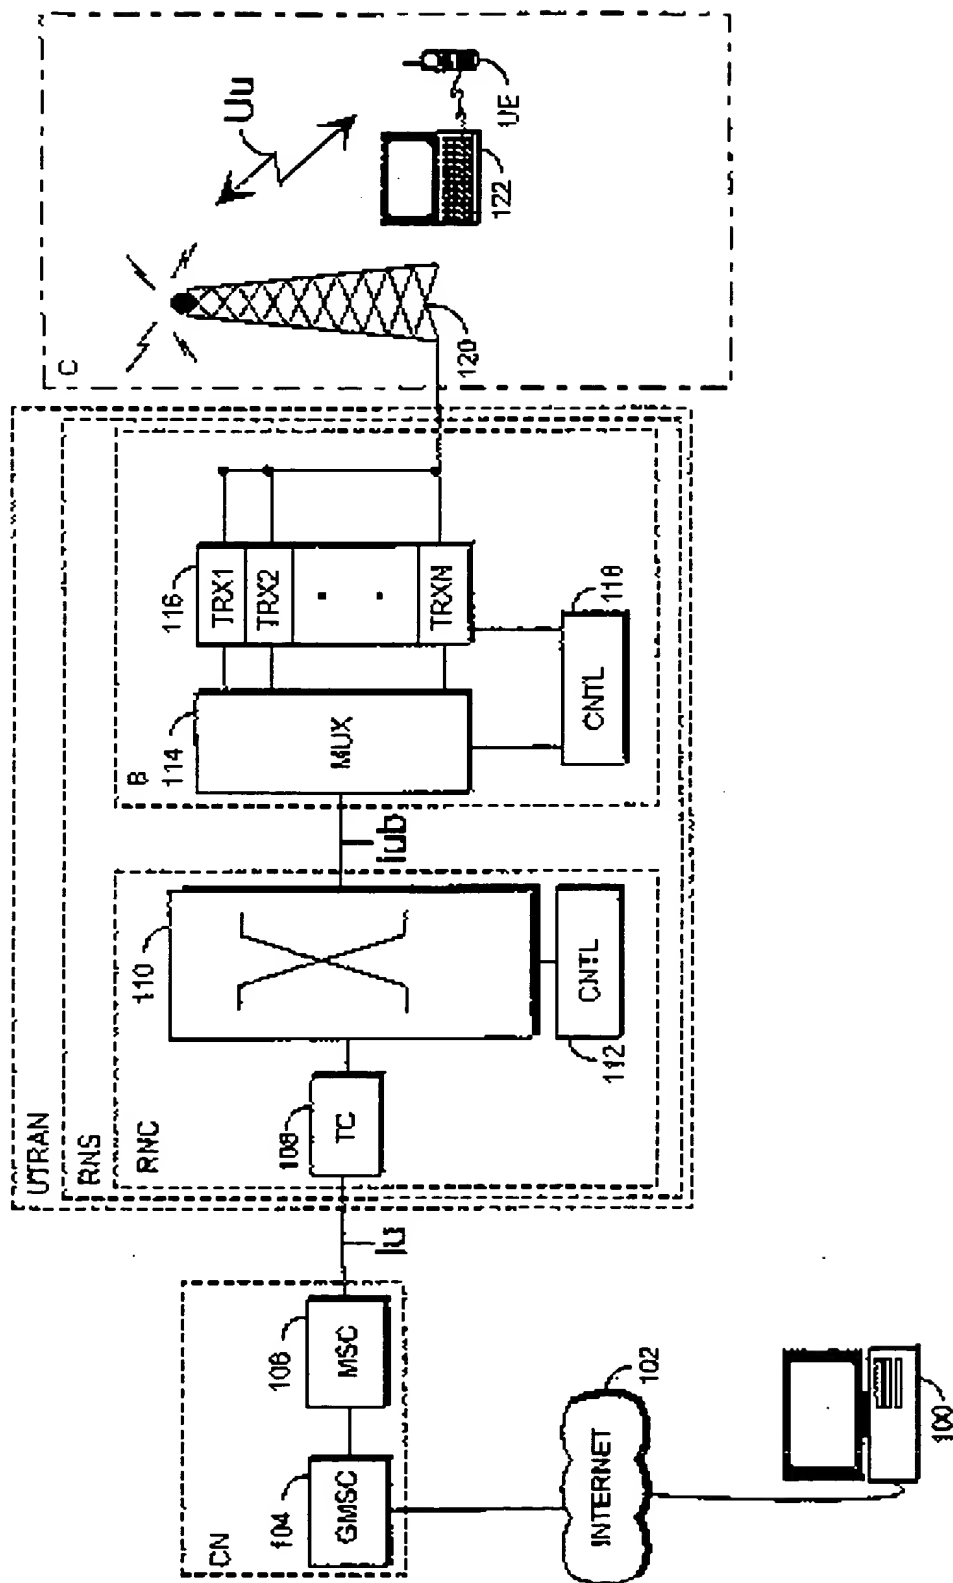 UTRAN
RNS
RNC
B
C
CN
GMSC
104
MSC
106
Iu
TC
108
110
CNTL
112
iub
MUX
114
116
TRX1
TRX2
TRXN
CNTL
118
120
Uu
UE
122
INTERNET
102
100